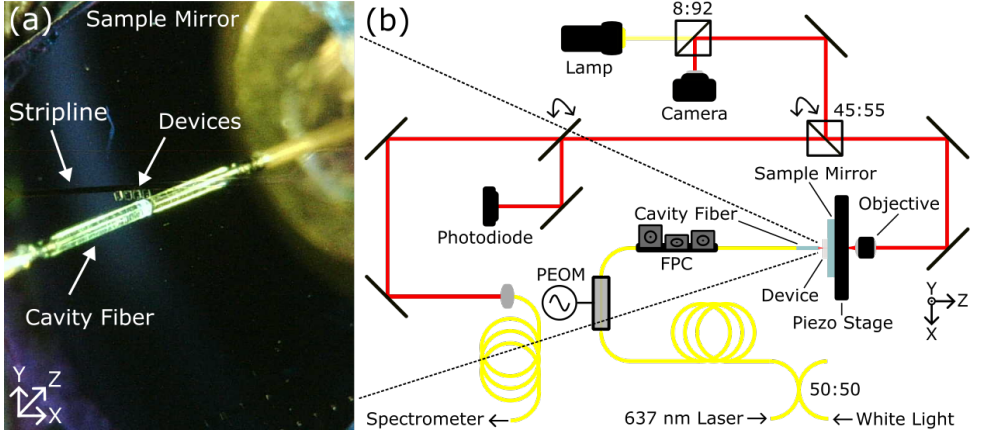 (a)
Sample Mirror
Stripline
Devices
Cavity Fiber
Y
Z
X
(b)
8:92
Lamp
Camera
45:55
Sample Mirror
Objective
Photodiode
Cavity Fiber
FPC
PEOM
Device
Piezo Stage
Y
Z
X
50:50
Spectrometer
637 nm Laser
White Light